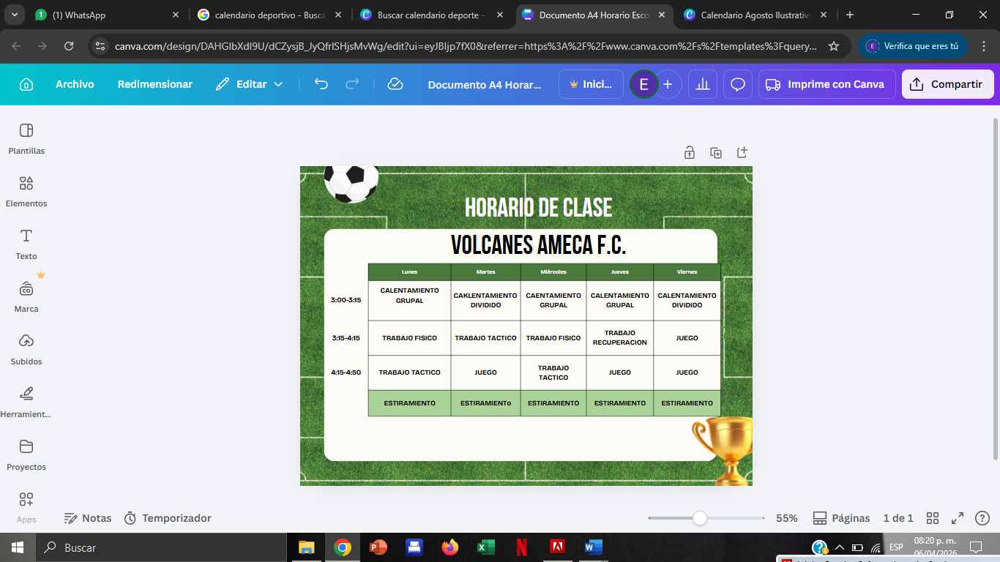 (1) WhatsApp
calendario deportivo - Busca
Buscar calendario deporte -
Documento A4 Horario Esco
Calendario Agosto Ilustrativo
canva.com/design/DAHGIbXdI9U/dCZysjB_JyQfrlSHjsMvWg/edit?ui=eyJBIjp7fX0&referrer=https%3A%2F%2Fwww.canva.com%2Fs%2Ftemplates%3Fquery...
E
Verifica que eres tú
Archivo
Redimensionar
Editar
Documento A4 Horar...
Inici...
E
Imprime con Canva
Compartir
Plantillas
Elementos
Texto
Marca
Subidos
Herramient...
Proyectos
Apps
HORARIO DE CLASE
VOLCANES AMECA F.C.
Lunes Martes Miércoles Jueves Viernes
3:00-3:15
CALENTAMIENTO
GRUPAL
CAKLENTAMIENTO
DIVIDIDO
CAENTAMIENTO
GRUPAL
CALENTAMIENTO
GRUPAL
CALENTAMIENTO
DIVIDIDO
3:15-4:15
TRABAJO FISICO
TRABAJO TACTICO
TRABAJO FISICO
TRABAJO
RECUPERACION
JUEGO
4:15-4:50
TRABAJO TACTICO
JUEGO
TRABAJO
TACTICO
JUEGO
JUEGO
ESTIRAMIENTO
ESTIRAMIENTo
ESTIRAMIENTO
ESTIRAMIENTO
ESTIRAMIENTO
Notas
Temporizador
55%
Páginas
1 de 1
Buscar
ESP
08:20 p. m.
06/04/2026